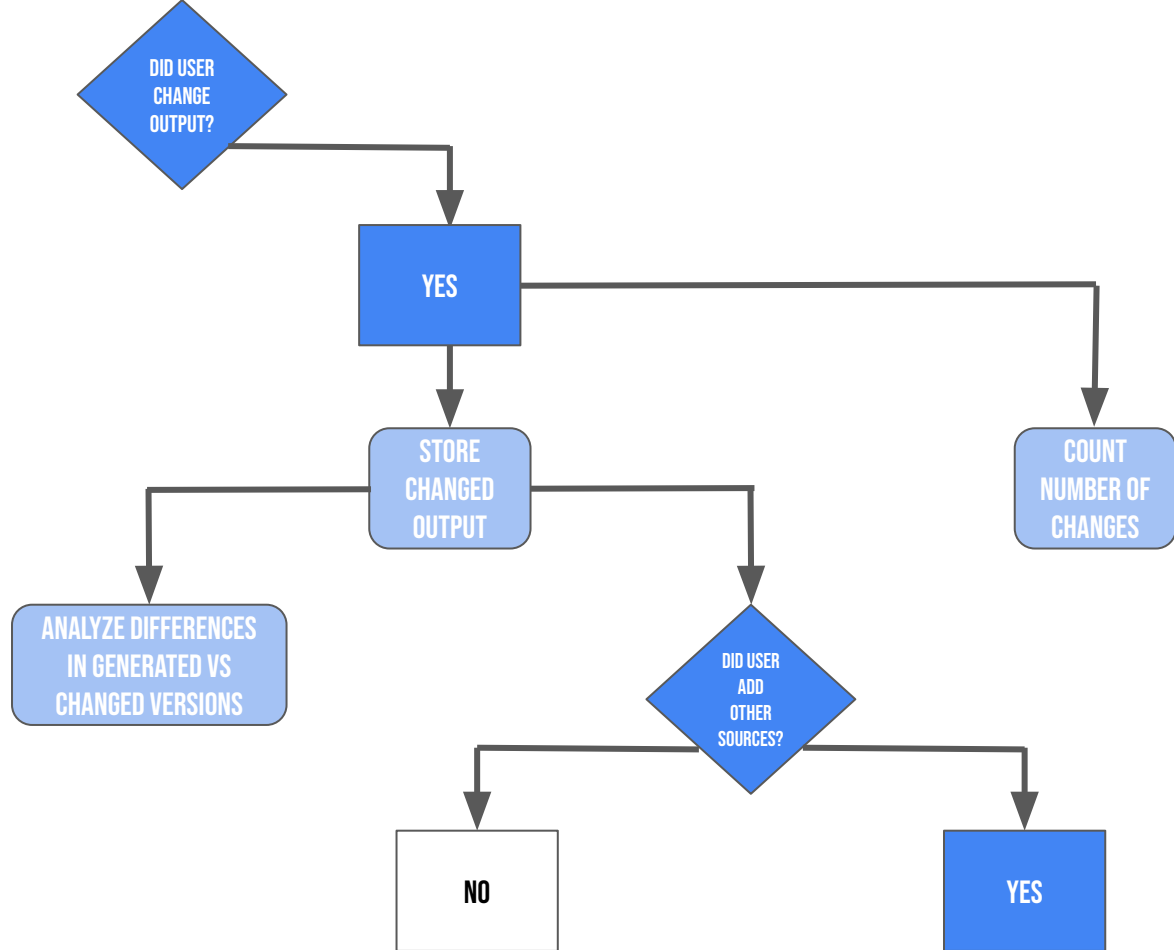 DID USER
CHANGE
OUTPUT?
YES
STORE
CHANGED
OUTPUT
COUNT
NUMBER OF
CHANGES
ANALYZE DIFFERENCES
IN GENERATED VS
CHANGED VERSIONS
DID USER
ADD
OTHER
SOURCES?
NO
YES